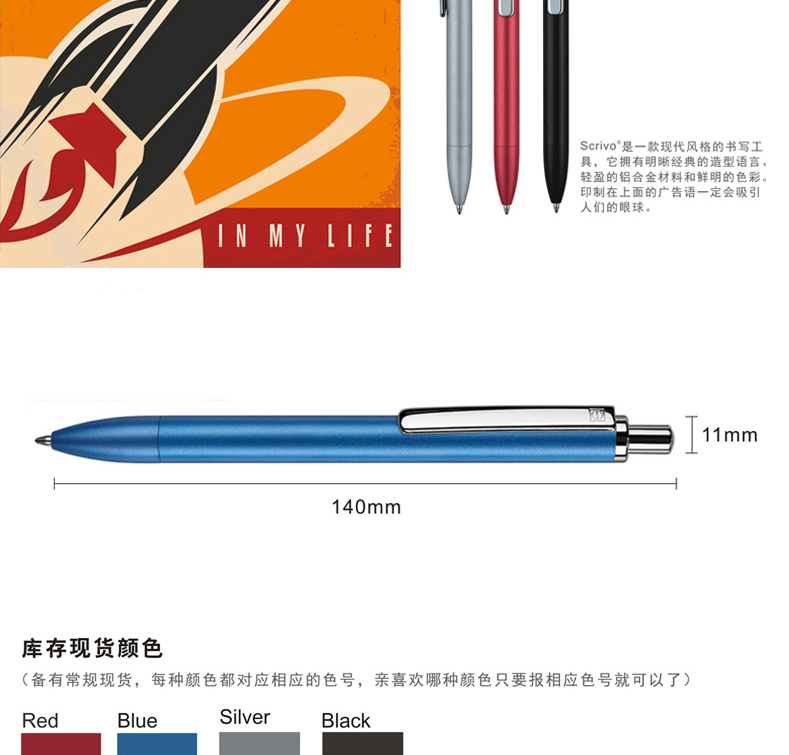 IN MY LIFE
Scrivo®是一款现代风格的书写工
具，它拥有明晰经典的造型语言、
轻盈的铝合金材料和鲜明的色彩。
印制在上面的广告语一定会吸引
人们的眼球。
11mm
140mm
库存现货颜色
（备有常规现货，每种颜色都对应相应的色号，亲喜欢哪种颜色只要报相应色号就可以了）
Red Blue Silver Black